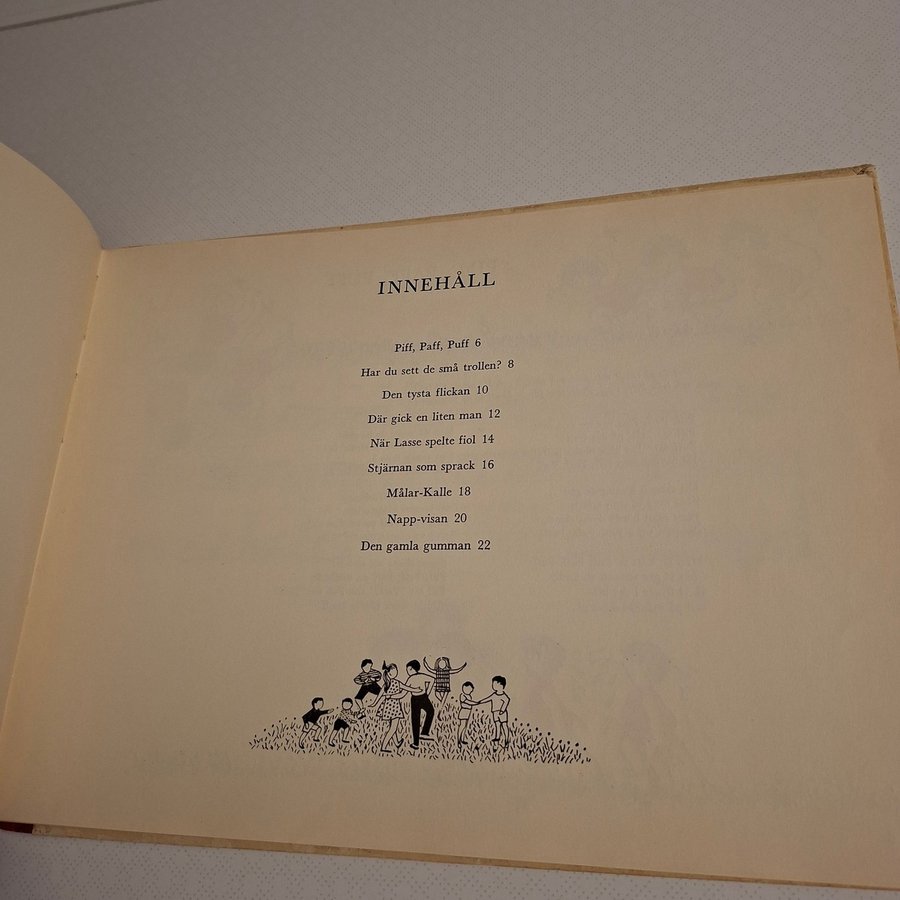 INNEHÅLL
Piff, Paff, Puff 6
Har du sett de små trollen? 8
Den tysta flickan 10
Där gick en liten man 12
När Lasse spelte fiol 14
Stjärnan som sprack 16
Målar-Kalle 18
Napp-visan 20
Den gamla gumman 22